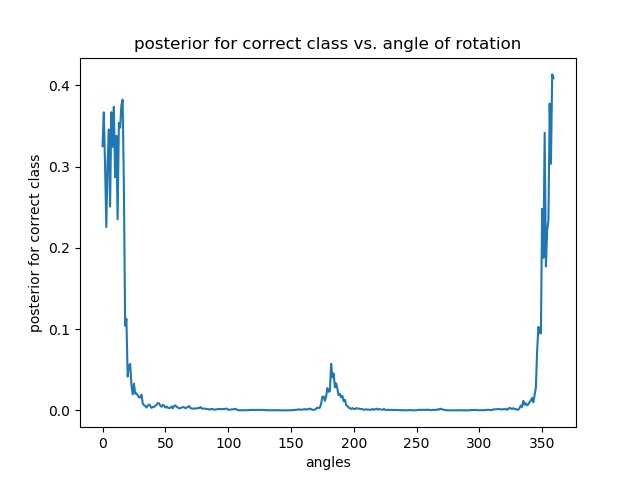 posterior for correct class vs. angle of rotation
posterior for correct class
0.4
0.3
0.2
0.1
0.0
0 50 100 150 200 250 300 350
angles